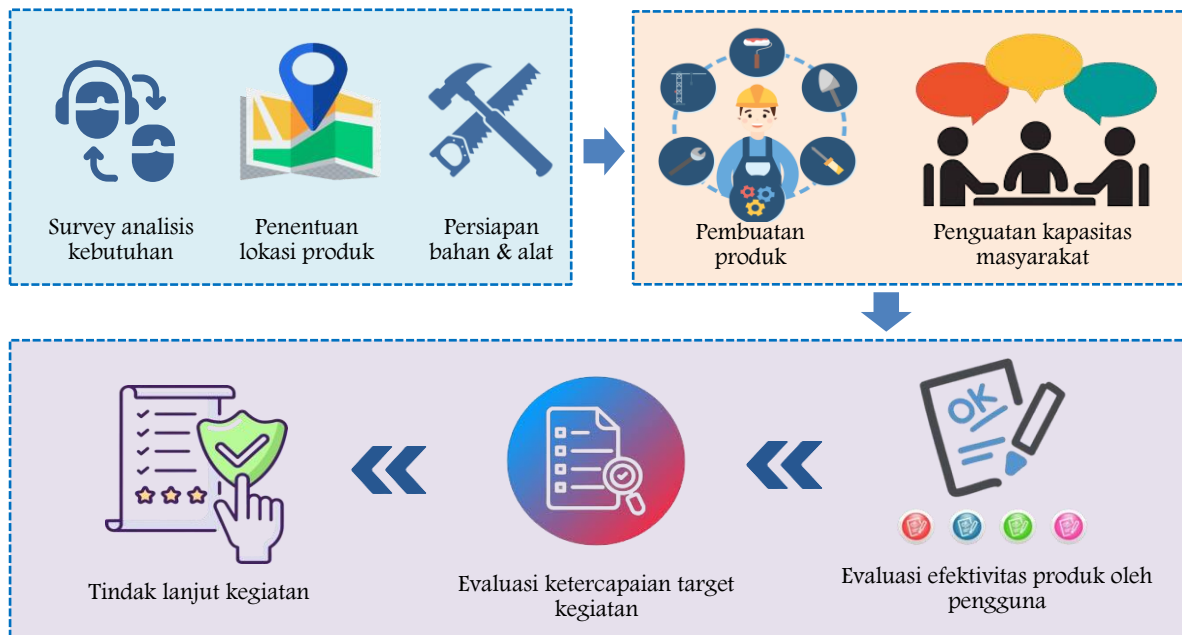 Survey analisis
kebutuhan
Penentuan
lokasi produk
Persiapan
bahan & alat
Pembuatan
produk
Penguatan kapasitas
masyarakat
OK
Evaluasi efektivitas produk oleh
pengguna
Evaluasi ketercapaian target
kegiatan
Tindak lanjut kegiatan